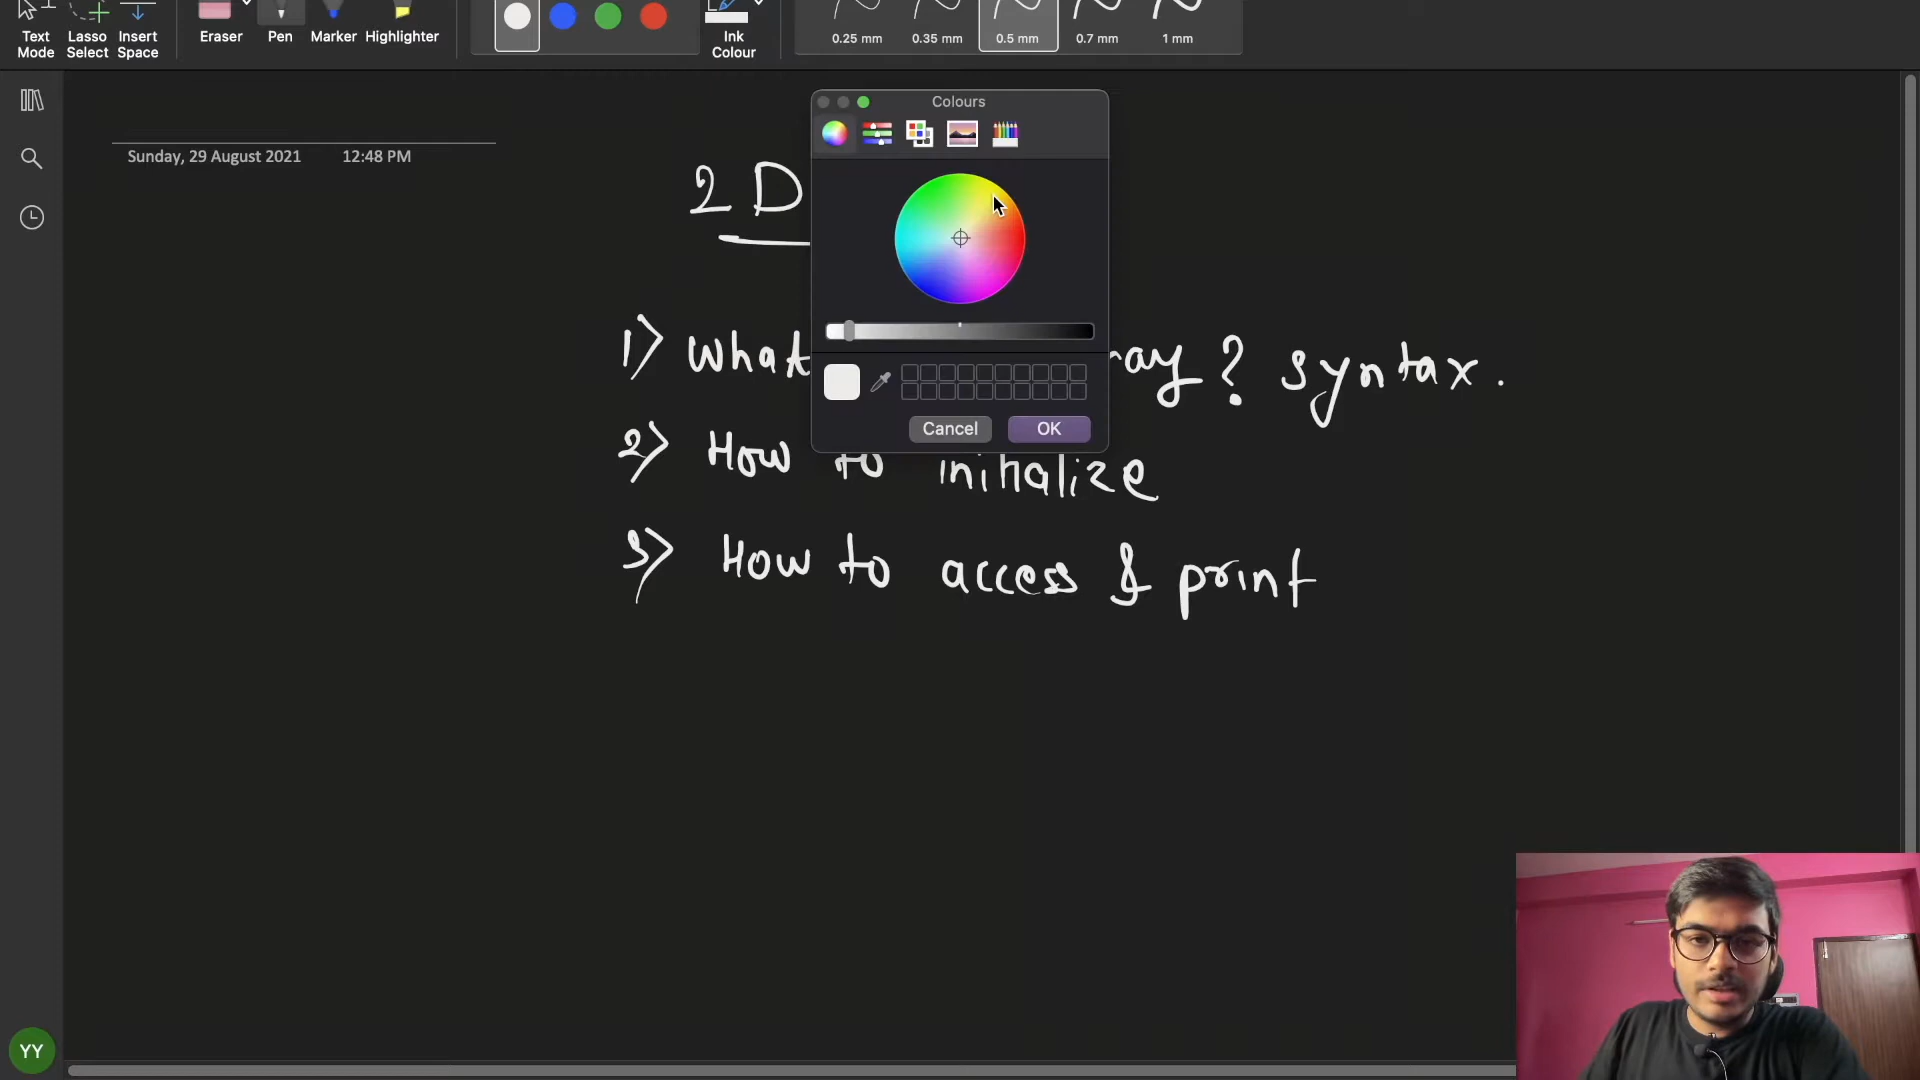 Text Mode
Lasso Select
Insert Space
Eraser
Pen
Marker
Highlighter
Ink Colour
0.25 mm
0.35 mm
0.5 mm
0.7 mm
1 mm
Colours
Sunday, 29 August 2021 12:48 PM
2 D
1) What ray? syntax.
Cancel OK
2) How to initialize
3) How to access & print
YY